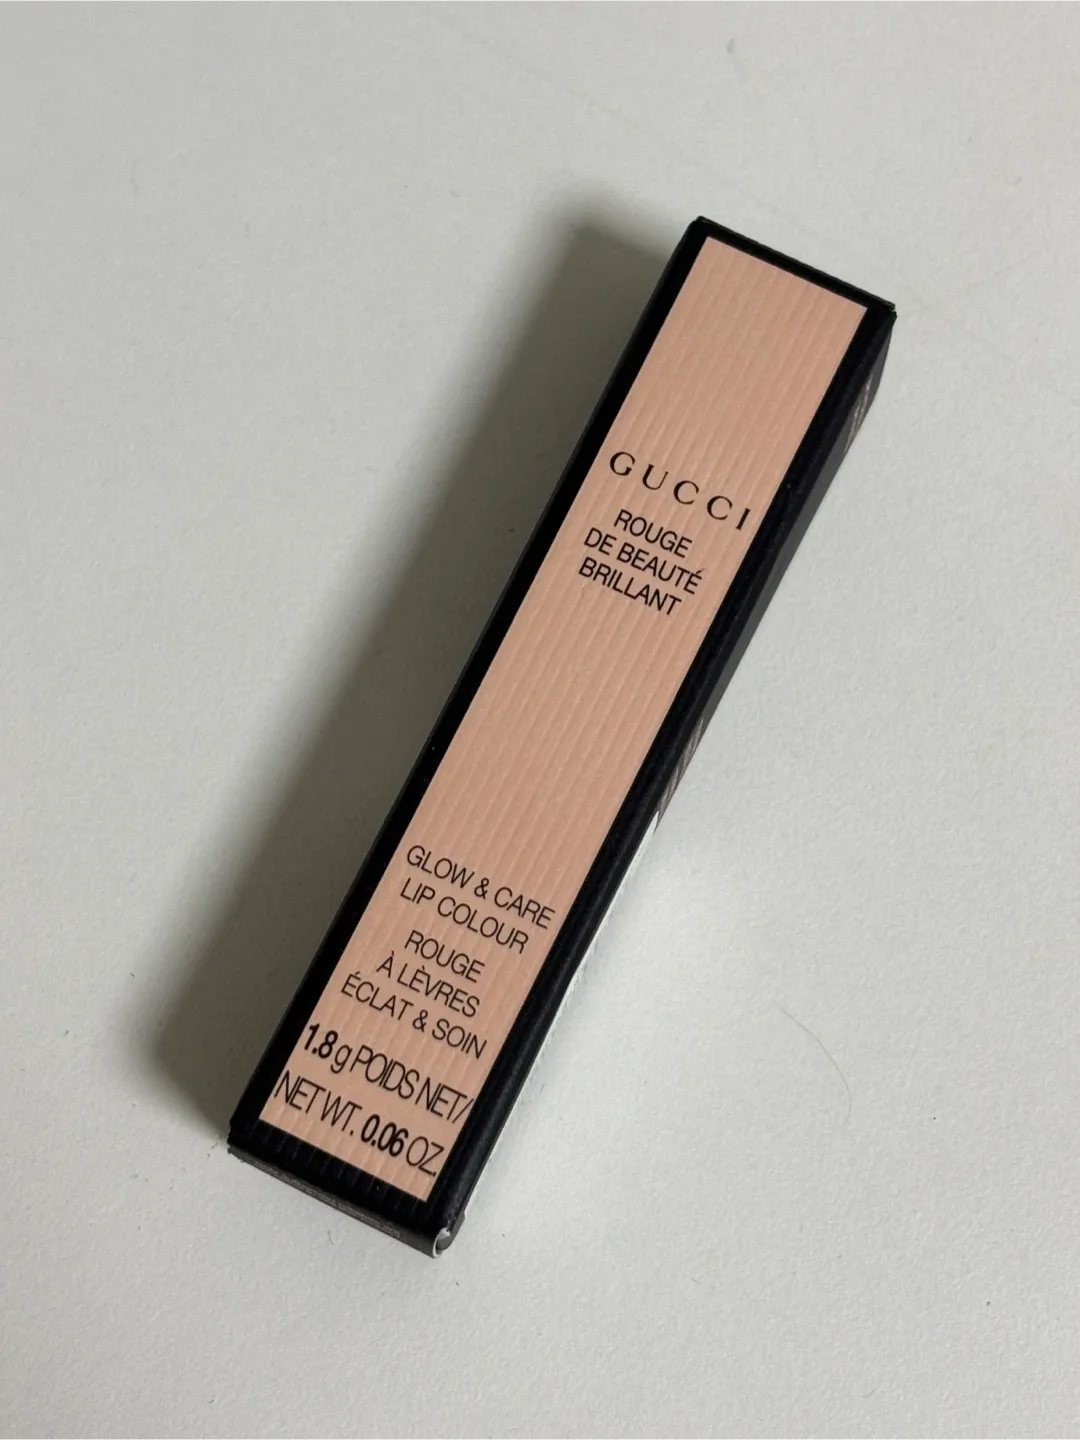 GUCCI
ROUGE
DE BEAUTÉ
BRILLANT
GLOW & CARE
LIP COLOUR
ROUGE
À LÈVRES
ÉCLAT & SOIN
1.8 g POIDS NET/
NET WT. 0.06 OZ.